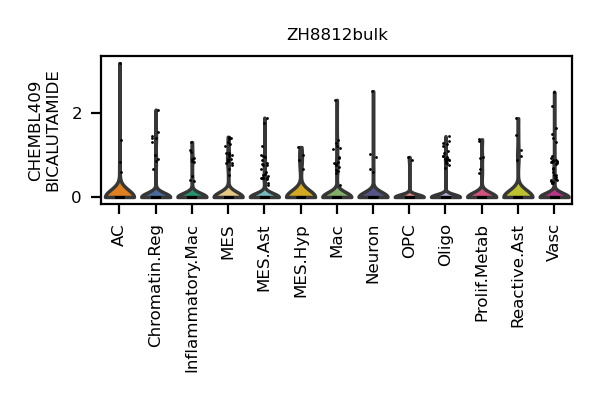 ZH8812bulk
CHEMBL409
BICALUTAMIDE
2
0
AC
Chromatin.Reg
Inflammatory.Mac
MES
MES.Ast
MES.Hyp
Mac
Neuron
OPC
Oligo
Prolif.Metab
Reactive.Ast
Vasc